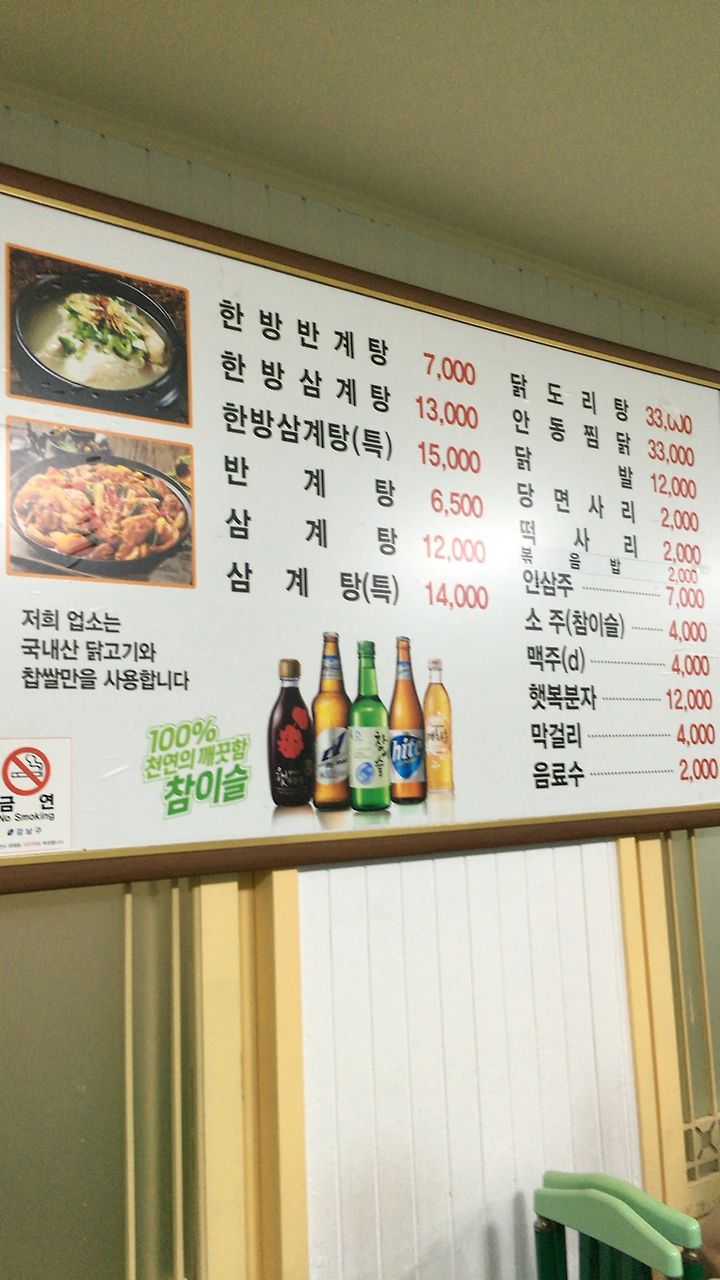 한방반계탕 7,000
한방삼계탕 13,000
한방삼계탕(특) 15,000
반계탕 6,500
삼계탕 12,000
삼계탕(특) 14,000
닭도리탕 33,000
안동찜닭 33,000
닭발 12,000
당면사리 2,000
떡사리 2,000
볶음밥 2,000
인삼주 7,000
소주(참이슬) 4,000
맥주(d) 4,000
햇복분자 12,000
막걸리 4,000
음료수 2,000
저희 업소는
국내산 닭고기와
찹쌀만을 사용합니다
100%
천연의 깨끗함
참이슬
참이슬
d
hite
금연
No Smoking
강남구